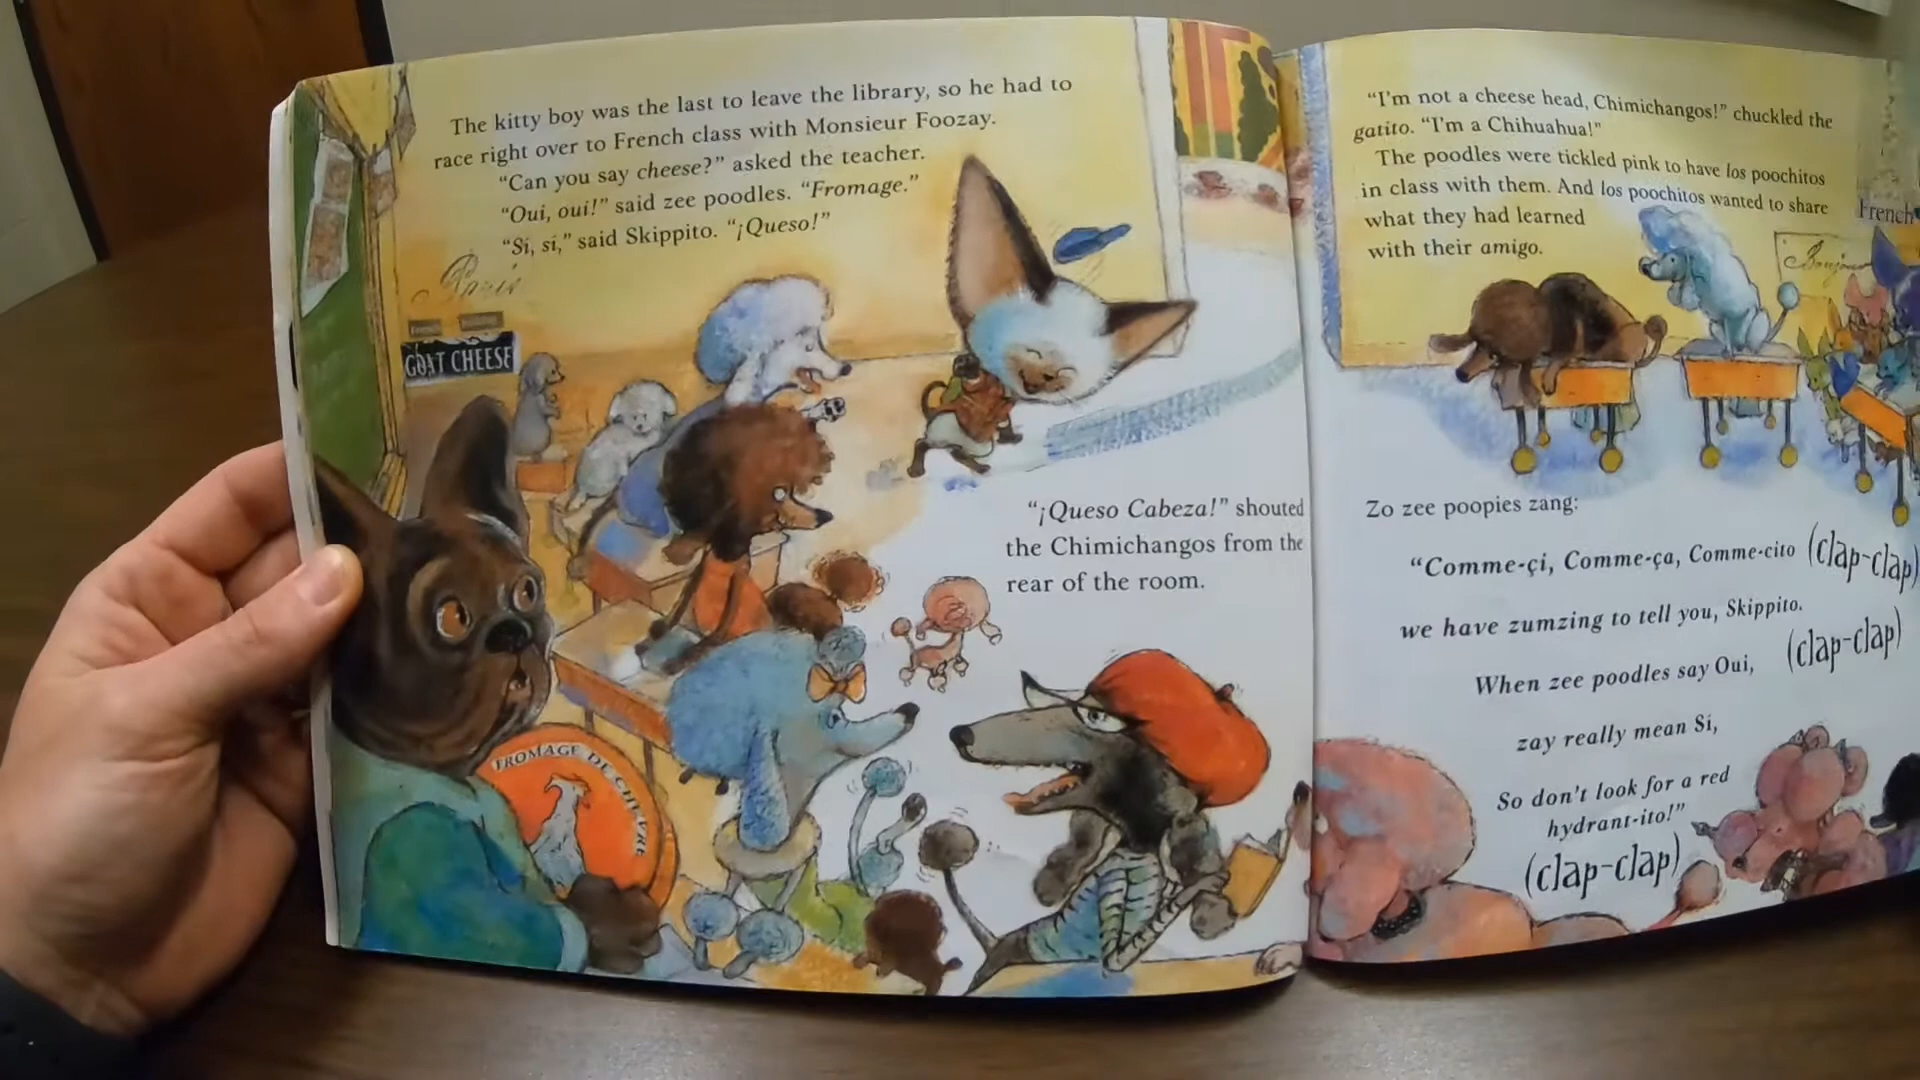 The kitty boy was the last to leave the library, so he had to
race right over to French class with Monsieur Foozay.
“Can you say cheese?” asked the teacher.
“Oui, oui!” said zee poodles. “Fromage.”
“Sí, sí,” said Skippito. “¡Queso!”
Paris
GOAT CHEESE
“¡Queso Cabeza!” shouted
the Chimichangos from the
rear of the room.
FROMAGE DE CHEVRE
“I'm not a cheese head, Chimichangos!” chuckled the
gatito. “I'm a Chihuahua!”
The poodles were tickled pink to have los poochitos
in class with them. And los poochitos wanted to share
what they had learned
with their amigo.
French
Zo zee poopies zang:
“Comme-çi, Comme-ça, Comme-cito (clap-clap)
we have zumzing to tell you, Skippito.
(clap-clap)
When zee poodles say Oui,
zay really mean Sí,
So don't look for a red
hydrant-ito!”
(clap-clap)